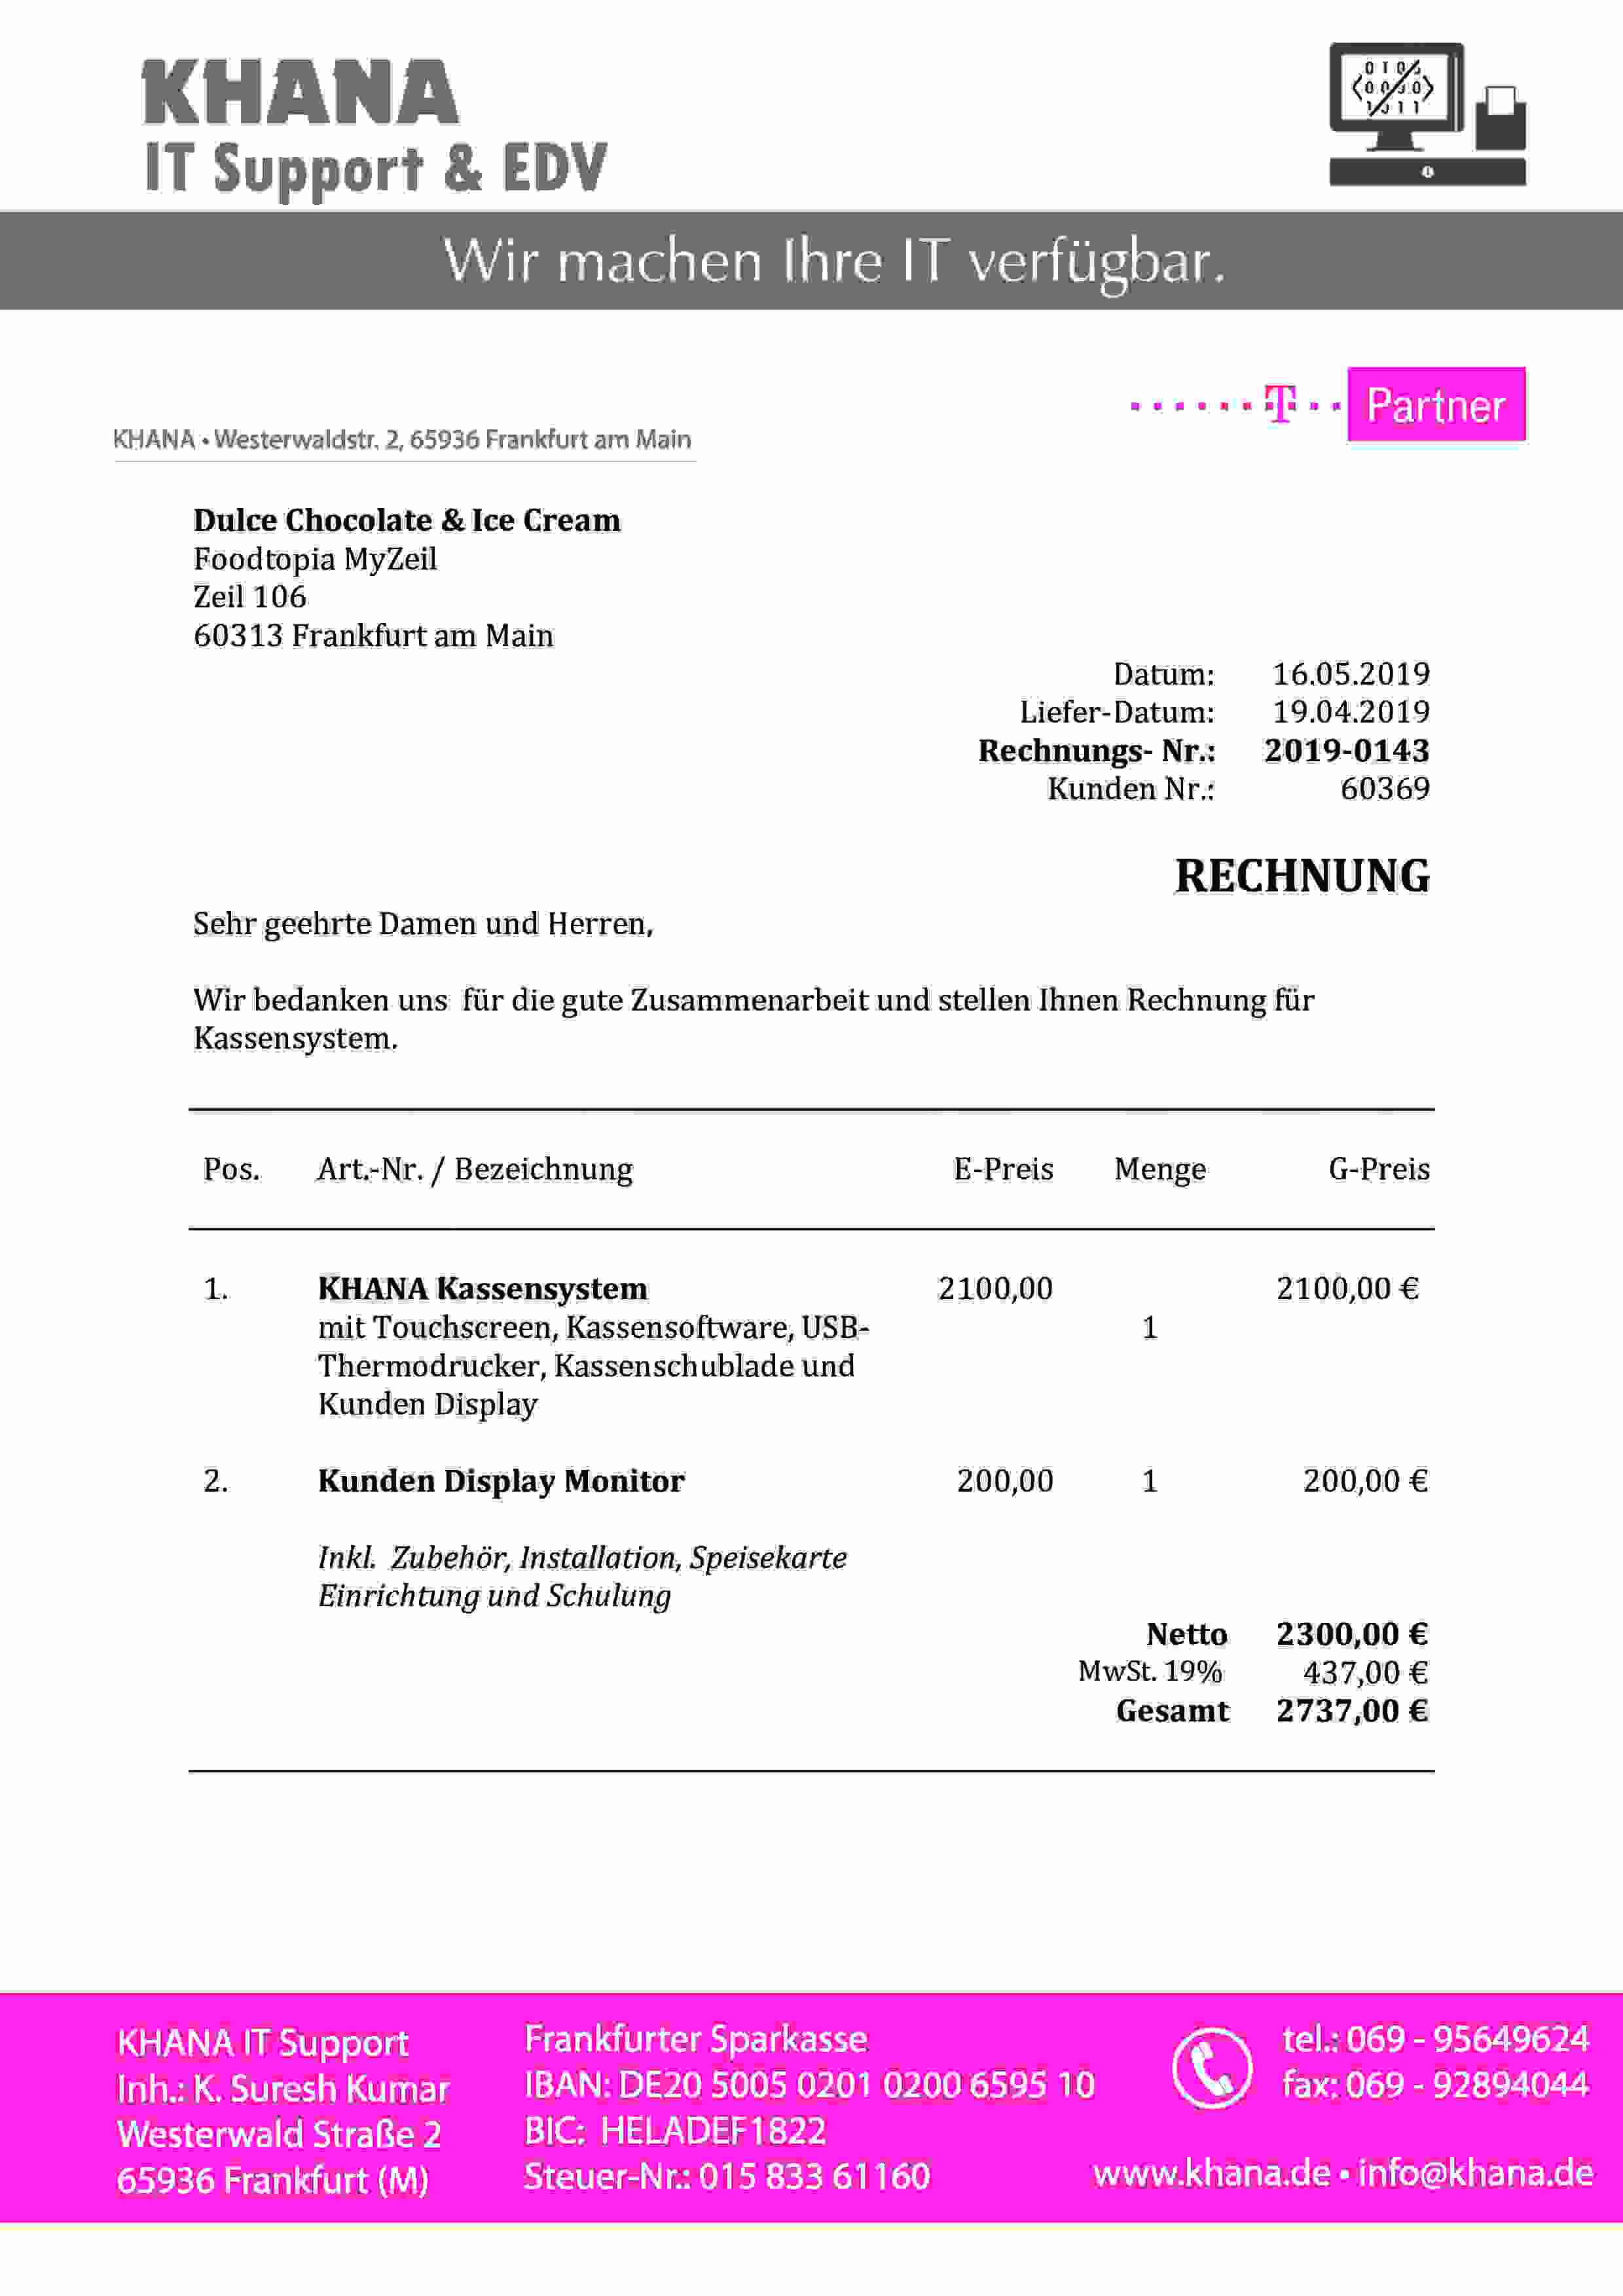 KHANA
IT Support & EDV
Wir machen Ihre IT verfügbar.
T Partner
KHANA • Westerwaldstr. 2, 65936 Frankfurt am Main
Dulce Chocolate & Ice Cream
Foodtopia MyZeil
Zeil 106
60313 Frankfurt am Main
Datum: 16.05.2019
Liefer-Datum: 19.04.2019
Rechnungs- Nr.: 2019-0143
Kunden Nr.: 60369
RECHNUNG
Sehr geehrte Damen und Herren,
Wir bedanken uns für die gute Zusammenarbeit und stellen Ihnen Rechnung für
Kassensystem.
Pos. Art.-Nr. / Bezeichnung E-Preis Menge G-Preis
1. KHANA Kassensystem 2100,00 2100,00 €
mit Touchscreen, Kassensoftware, USB- 1
Thermodrucker, Kassenschublade und
Kunden Display
2. Kunden Display Monitor 200,00 1 200,00 €
Inkl. Zubehör, Installation, Speisekarte
Einrichtung und Schulung
Netto 2300,00 €
MwSt. 19% 437,00 €
Gesamt 2737,00 €
KHANA IT Support
Inh.: K. Suresh Kumar
Westerwald Straße 2
65936 Frankfurt (M)
Frankfurter Sparkasse
IBAN: DE20 5005 0201 0200 6595 10
BIC: HELADEF1822
Steuer-Nr.: 015 833 61160
tel.: 069 - 95649624
fax: 069 - 92894044
www.khana.de • info@khana.de